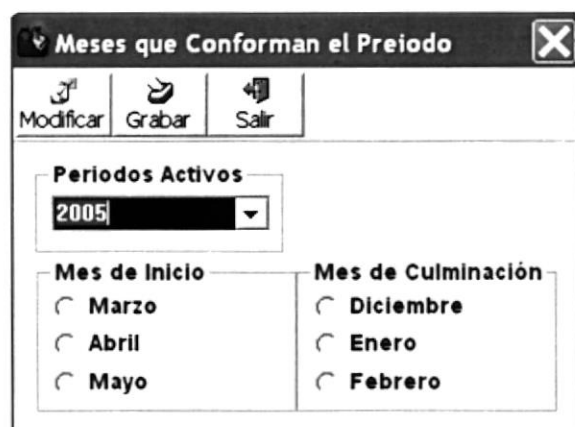 Meses que Conforman el Preiodo
Modificar Grabar Salir
Periodos Activos
2005
Mes de Inicio Mes de Culminación
Marzo Diciembre
Abril Enero
Mayo Febrero